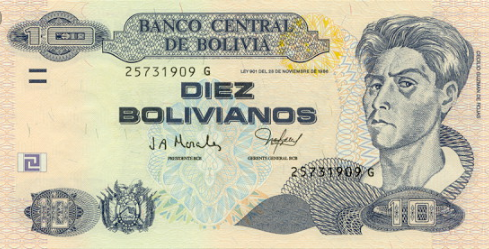 10
BANCO CENTRAL
DE BOLIVIA
25731909 G
LEY 901 DEL 28 DE NOVIEMBRE DE 1986
DIEZ
BOLIVIANOS
CECILIO GUZMAN DE ROJAS
J A Morales
PRESIDENTE BCB
GERENTE GENERAL BCB
25731909 G
10
10